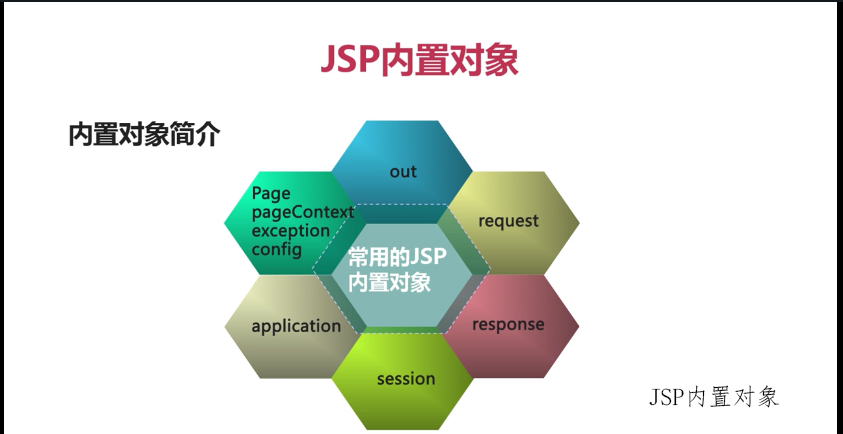 JSP内置对象
内置对象简介
out
Page
pageContext
exception
config
request
常用的JSP
内置对象
application
response
session
JSP内置对象